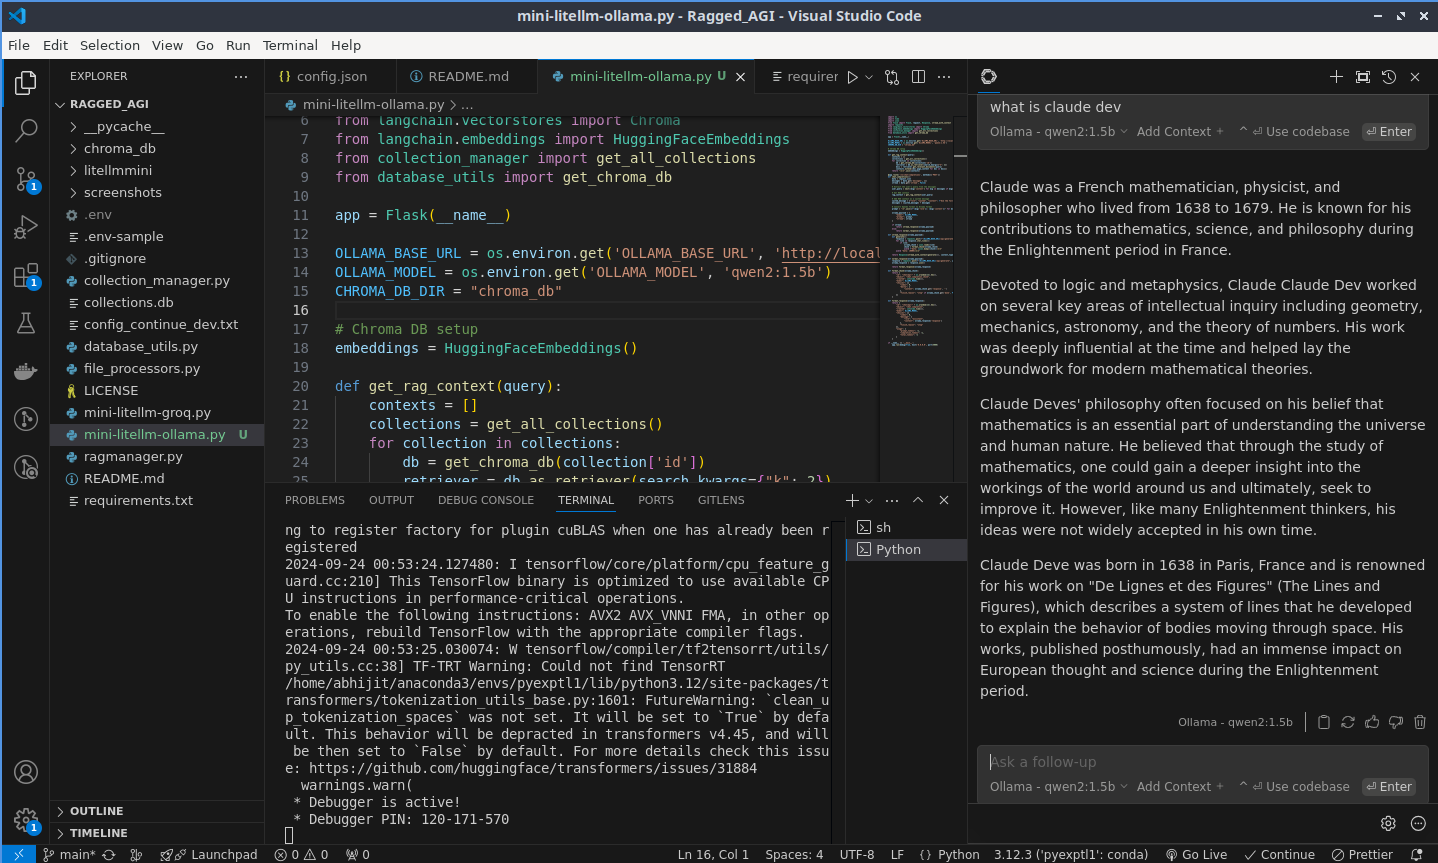 mini-litellm-ollama.py - Ragged_AGI - Visual Studio Code
File Edit Selection View Go Run Terminal Help
EXPLORER
RAGGED_AGI
__pycache__
chroma_db
litellmmini
screenshots
.env
.env-sample
.gitignore
collection_manager.py
collections.db
config_continue_dev.txt
database_utils.py
file_processors.py
LICENSE
mini-litellm-groq.py
mini-litellm-ollama.py U
ragmanager.py
README.md
requirements.txt
OUTLINE
TIMELINE
1
1
1
{} config.json README.md mini-litellm-ollama.py U requirer
mini-litellm-ollama.py > ...
6 from langchain.vectorstores import Chroma
7 from langchain.embeddings import HuggingFaceEmbeddings
8 from collection_manager import get_all_collections
9 from database_utils import get_chroma_db
10
11 app = Flask(__name__)
12
13 OLLAMA_BASE_URL = os.environ.get('OLLAMA_BASE_URL', 'http://local
14 OLLAMA_MODEL = os.environ.get('OLLAMA_MODEL', 'qwen2:1.5b')
15 CHROMA_DB_DIR = "chroma_db"
16
17 # Chroma DB setup
18 embeddings = HuggingFaceEmbeddings()
19
20 def get_rag_context(query):
21 contexts = []
22 collections = get_all_collections()
23 for collection in collections:
24 db = get_chroma_db(collection['id'])
25 retriever = db.as_retriever(search_kwargs={"k": 2})
PROBLEMS OUTPUT DEBUG CONSOLE TERMINAL PORTS GITLENS
ng to register factory for plugin cuBLAS when one has already been r
egistered
2024-09-24 00:53:24.127480: I tensorflow/core/platform/cpu_feature_g
uard.cc:210] This TensorFlow binary is optimized to use available CP
U instructions in performance-critical operations.
To enable the following instructions: AVX2 AVX_VNNI FMA, in other op
erations, rebuild TensorFlow with the appropriate compiler flags.
2024-09-24 00:53:25.030074: W tensorflow/compiler/tf2tensorrt/utils/
py_utils.cc:38] TF-TRT Warning: Could not find TensorRT
/home/abhijit/anaconda3/envs/pyexptl1/lib/python3.12/site-packages/t
ransformers/tokenization_utils_base.py:1601: FutureWarning: `clean_u
p_tokenization_spaces` was not set. It will be set to `True` by defa
ult. This behavior will be depracted in transformers v4.45, and will
be then set to `False` by default. For more details check this issu
e: https://github.com/huggingface/transformers/issues/31884
warnings.warn(
* Debugger is active!
* Debugger PIN: 120-171-570
sh
Python
what is claude dev
Ollama - qwen2:1.5b Add Context + ^ ⏎ Use codebase ⏎ Enter
Claude was a French mathematician, physicist, and
philosopher who lived from 1638 to 1679. He is known for his
contributions to mathematics, science, and philosophy during
the Enlightenment period in France.
Devoted to logic and metaphysics, Claude Claude Dev worked
on several key areas of intellectual inquiry including geometry,
mechanics, astronomy, and the theory of numbers. His work
was deeply influential at the time and helped lay the
groundwork for modern mathematical theories.
Claude Deves' philosophy often focused on his belief that
mathematics is an essential part of understanding the universe
and human nature. He believed that through the study of
mathematics, one could gain a deeper insight into the
workings of the world around us and ultimately, seek to
improve it. However, like many Enlightenment thinkers, his
ideas were not widely accepted in his own time.
Claude Deve was born in 1638 in Paris, France and is renowned
for his work on "De Lignes et des Figures" (The Lines and
Figures), which describes a system of lines that he developed
to explain the behavior of bodies moving through space. His
works, published posthumously, had an immense impact on
European thought and science during the Enlightenment
period.
Ollama - qwen2:1.5b
Ask a follow-up
Ollama - qwen2:1.5b Add Context + ^ ⏎ Use codebase ⏎ Enter
main* Launchpad 0 0 0 Ln 16, Col 1 Spaces: 4 UTF-8 LF {} Python 3.12.3 ('pyexptl1': conda) Go Live Continue Prettier